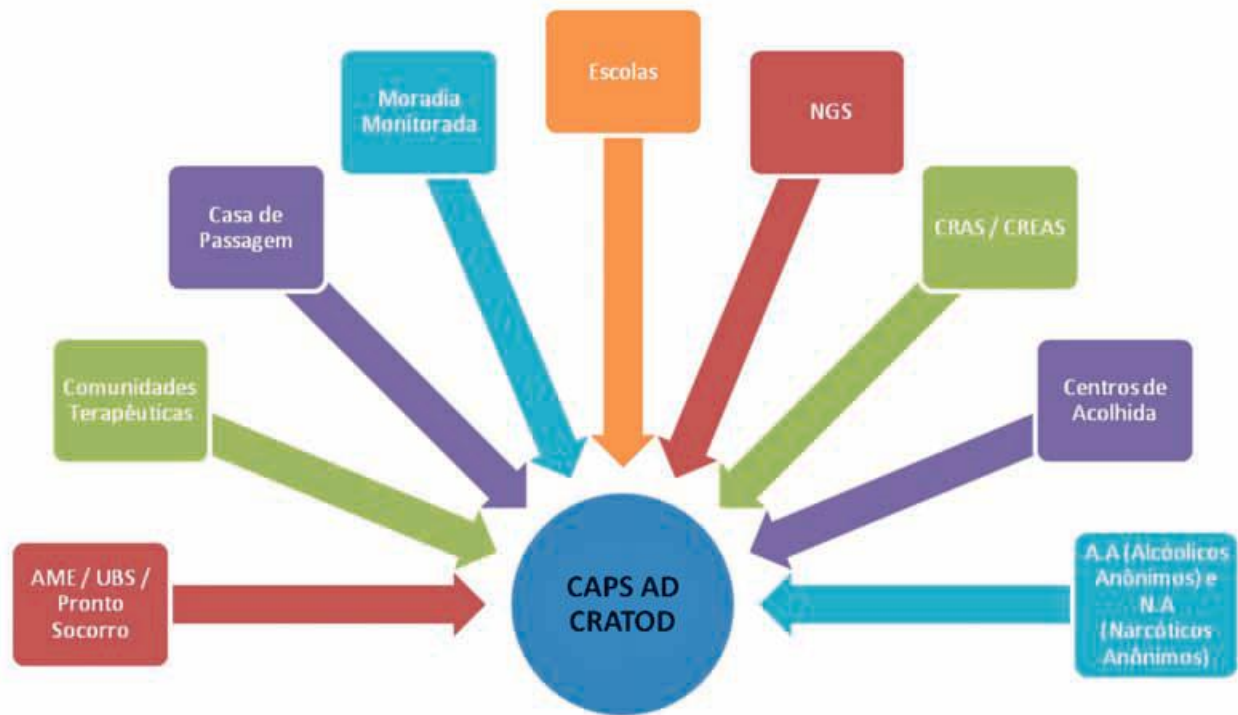 Escolas
Moradia
Monitorada
NGS
Casa de
Passagem
CRAS / CREAS
Comunidades
Terapêuticas
Centros de
Acolhida
AME / UBS /
Pronto
Socorro
CAPS AD
CRATOD
A.A (Alcóolicos
Anônimos) e
N.A
(Narcóticos
Anônimos)